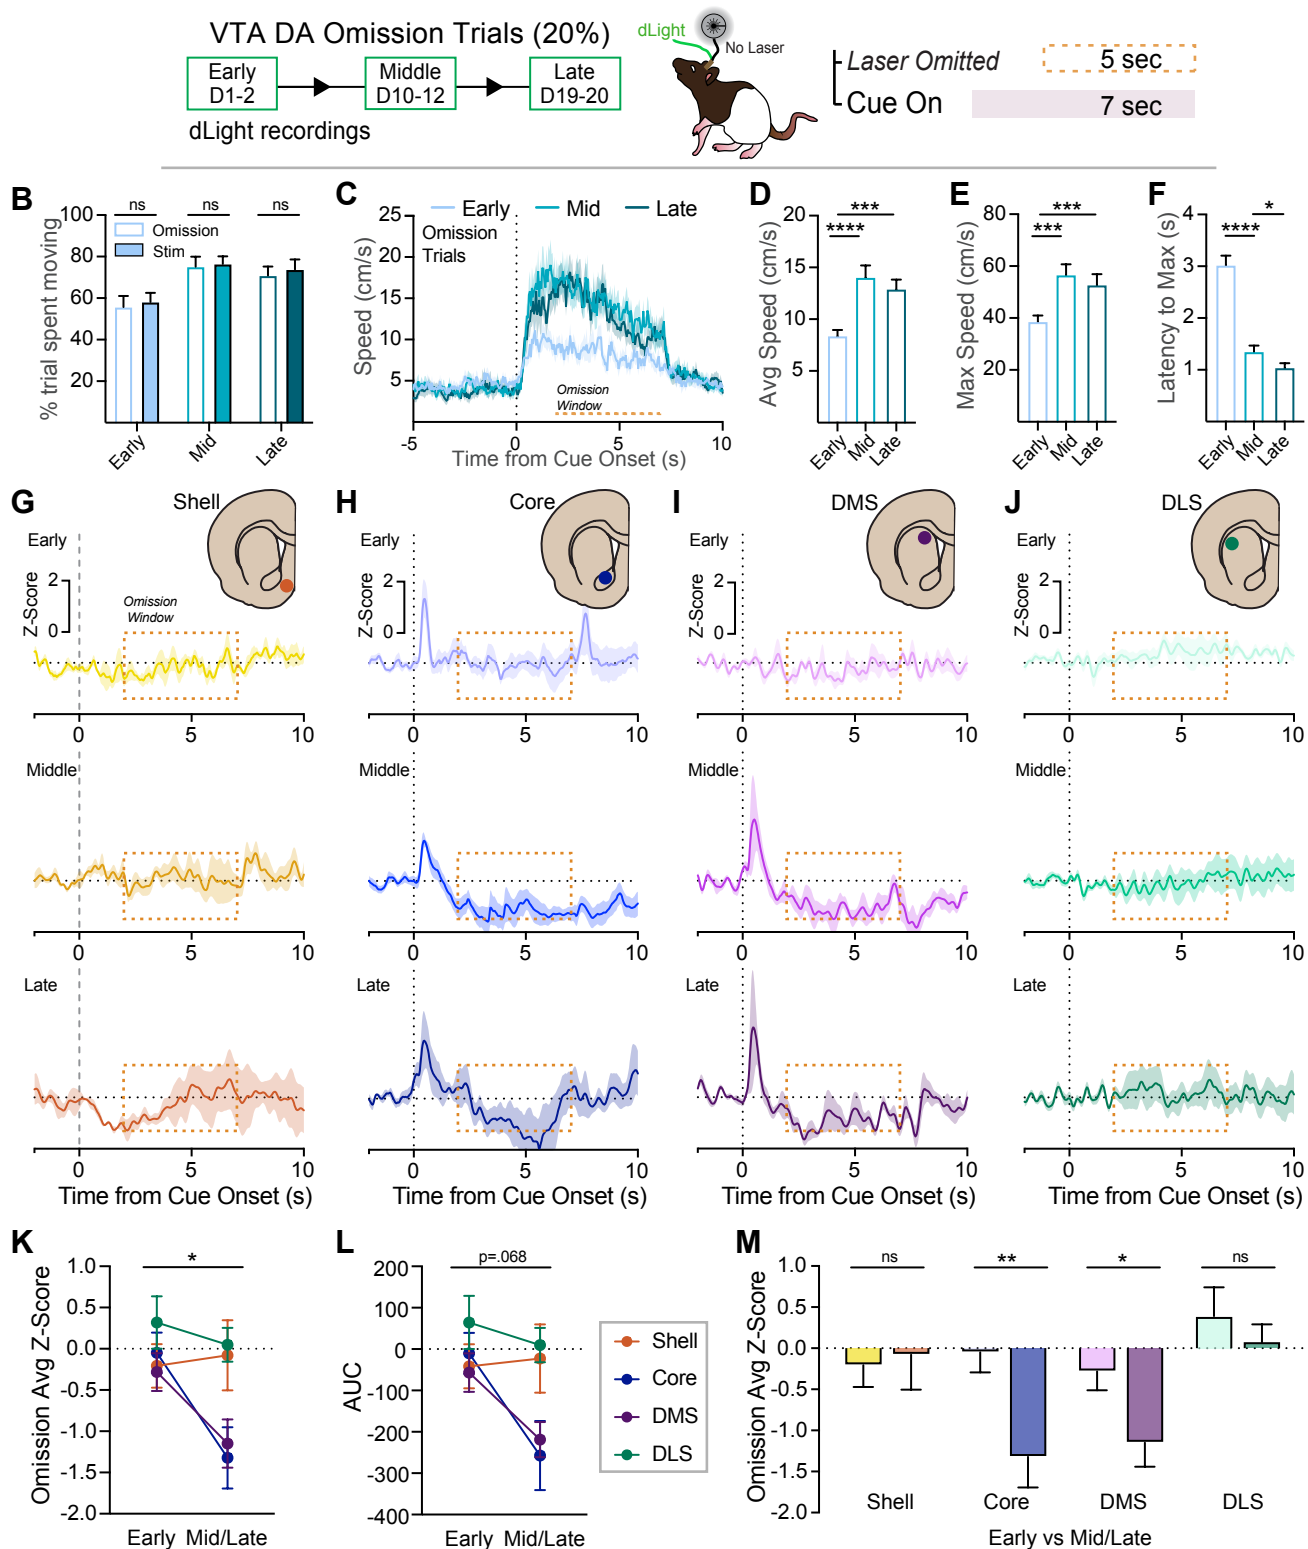 VTA DA Omission Trials (20%)
Early
D1-2
Middle
D10-12
Late
D19-20
dLight recordings
dLight
No Laser
Laser Omitted
5 sec
Cue On
7 sec
B
ns
ns
ns
Omission
Stim
% trial spent moving
100
80
60
40
20
Early
Mid
Late
C
Early
Mid
Late
Omission
Trials
Speed (cm/s)
25
20
15
10
5
Omission
Window
-5
0
5
10
Time from Cue Onset (s)
D
***
****
Avg Speed (cm/s)
20
15
10
5
Early
Mid
Late
E
***
***
Max Speed (cm/s)
80
60
40
20
Early
Mid
Late
F
*
****
Latency to Max (s)
4
3
2
1
Early
Mid
Late
G
Shell
Early
Z-Score
2
0
Omission
Window
0
5
10
Middle
0
5
10
Late
0
5
10
Time from Cue Onset (s)
H
Core
Early
Z-Score
2
0
0
5
10
Middle
0
5
10
Late
0
5
10
Time from Cue Onset (s)
I
DMS
Early
Z-Score
2
0
0
5
10
Middle
0
5
10
Late
0
5
10
Time from Cue Onset (s)
J
DLS
Early
Z-Score
2
0
0
5
10
Middle
0
5
10
Late
0
5
10
Time from Cue Onset (s)
K
*
Omission Avg Z-Score
1.0
0.5
0.0
-0.5
-1.0
-1.5
-2.0
Early Mid/Late
L
p=.068
AUC
200
100
0
-100
-200
-300
-400
Early Mid/Late
Shell
Core
DMS
DLS
M
ns
**
*
ns
Omission Avg Z-Score
1.0
0.5
0.0
-0.5
-1.0
-1.5
-2.0
Shell
Core
DMS
DLS
Early vs Mid/Late